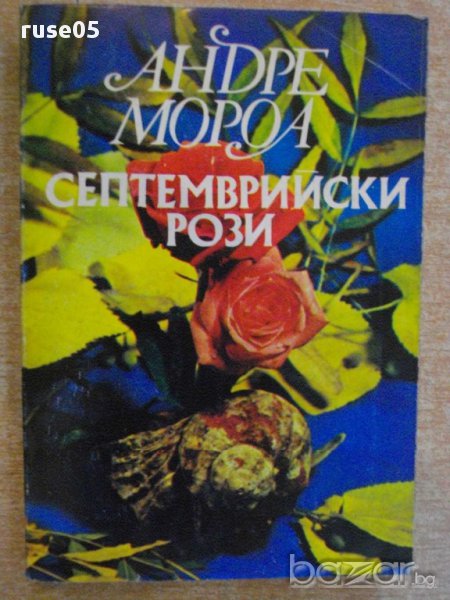 ruse05
АНДРЕ
МОРОА
СЕПТЕМВРИЙСКИ
РОЗИ
bazar.bg